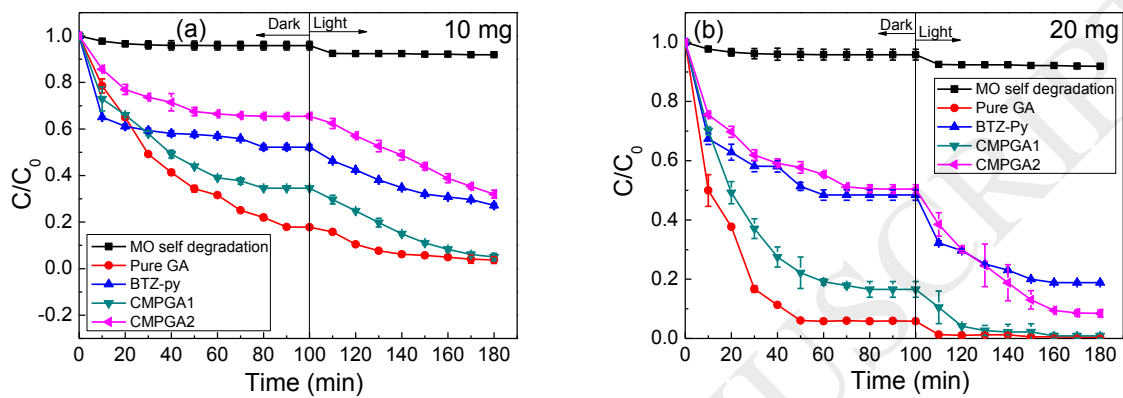 (a)
Dark
Light
10 mg
1.0
0.8
0.6
0.4
0.2
0.0
-0.2
C/C0
MO self degradation
Pure GA
BTZ-py
CMPGA1
CMPGA2
0 20 40 60 80 100 120 140 160 180
Time (min)
(b)
Dark
Light
20 mg
1.0
0.8
0.6
0.4
0.2
0.0
C/C0
MO self degradation
Pure GA
BTZ-Py
CMPGA1
CMPGA2
0 20 40 60 80 100 120 140 160 180
Time (min)